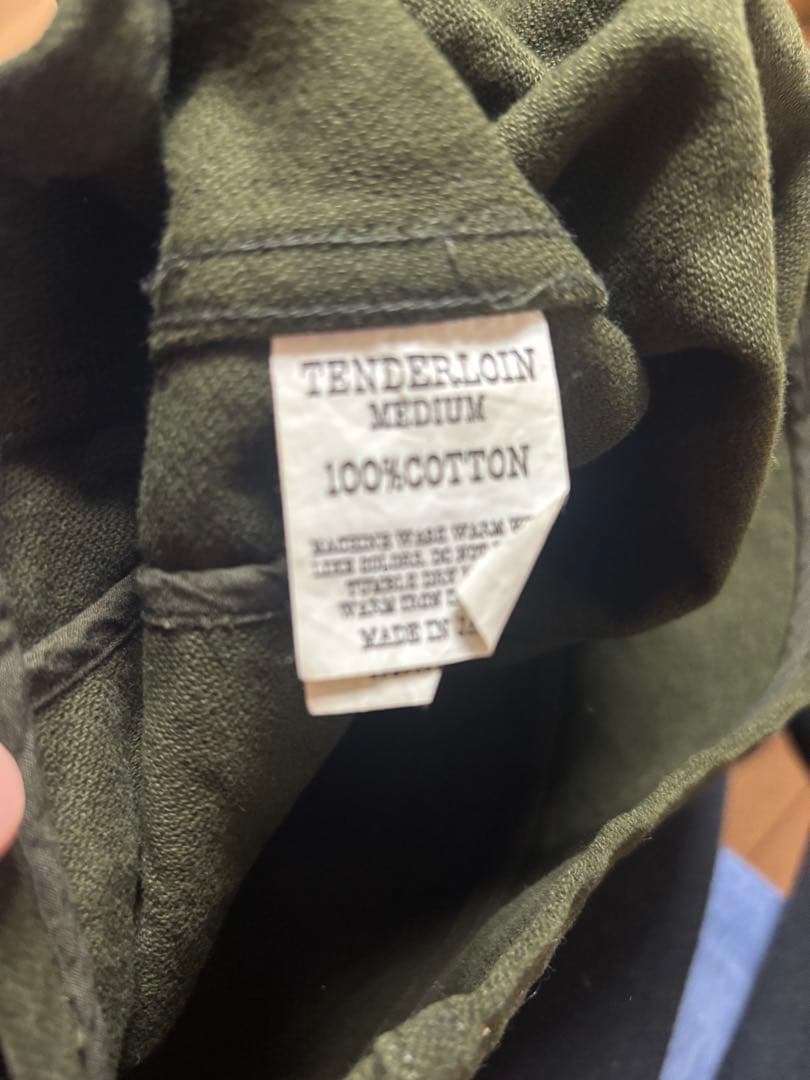 TENDERLOIN
MEDIUM
100%COTTON
MACHINE WASH WARM
LIKE COLORS, DO NOT
TUMBLE DRY
WARM IRON
MADE IN